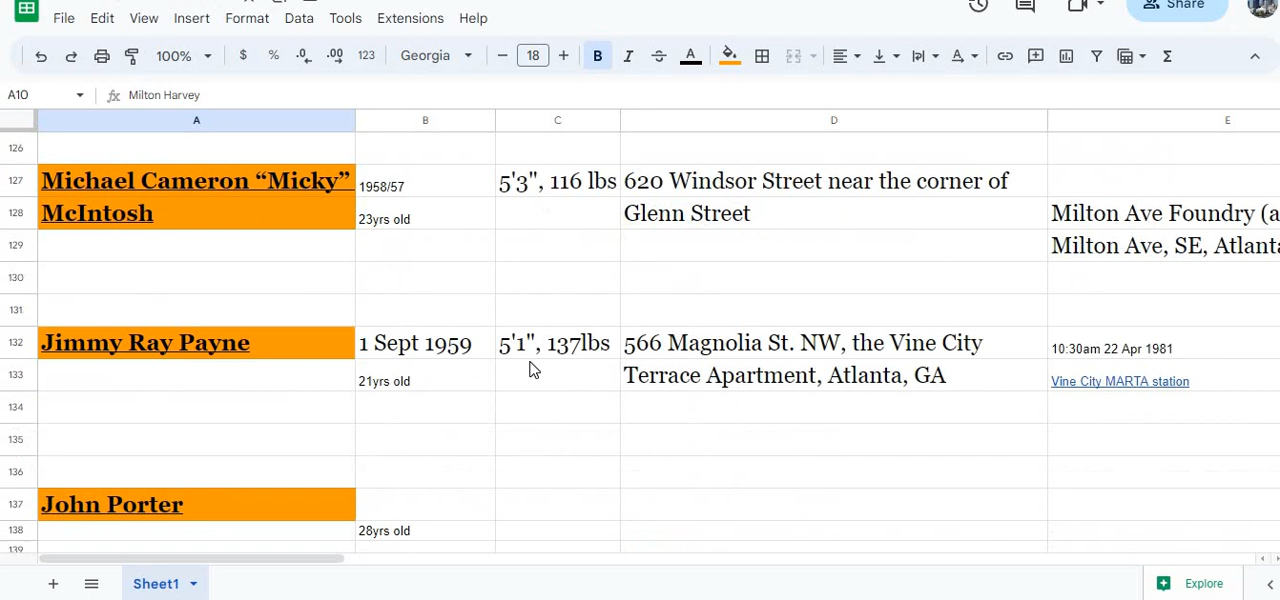 File Edit View Insert Format Data Tools Extensions Help
Share
100% $ % .0 .00 123 Georgia 18 B I A Σ
A10 fx Milton Harvey
A B C D E
126
127 Michael Cameron “Micky” 1958/57 5'3", 116 lbs 620 Windsor Street near the corner of
128 McIntosh 23yrs old Glenn Street Milton Ave Foundry (a
129 Milton Ave, SE, Atlanta
130
131
132 Jimmy Ray Payne 1 Sept 1959 5'1", 137lbs 566 Magnolia St. NW, the Vine City 10:30am 22 Apr 1981
133 21yrs old Terrace Apartment, Atlanta, GA Vine City MARTA station
134
135
136
137 John Porter
138 28yrs old
139
Sheet1 Explore